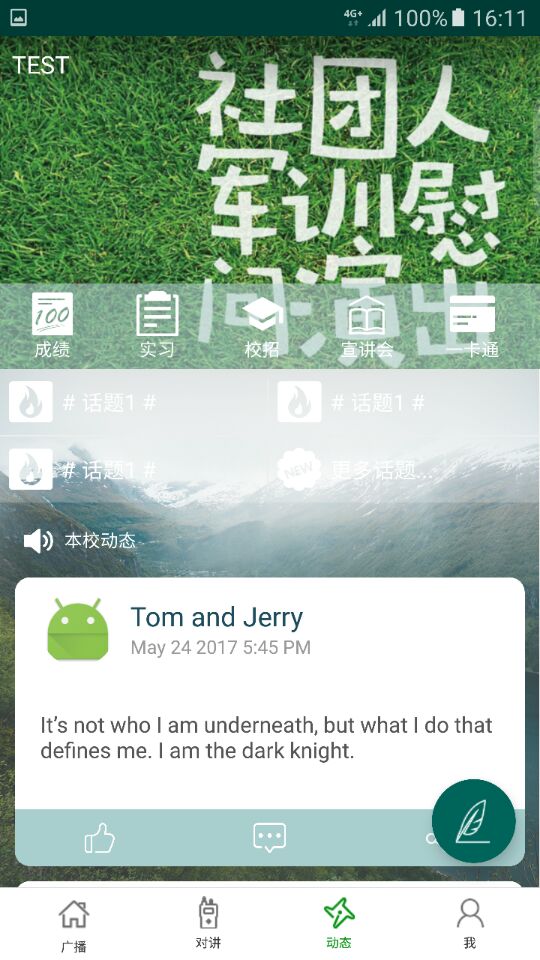 4G+ 100% 16:11
TEST
社团人
军训慰
问演出
100
成绩 实习 校招 宣讲会 一卡通
# 话题1 # # 话题1 #
# 话题1 # NEW 更多话题...
本校动态
Tom and Jerry
May 24 2017 5:45 PM
It's not who I am underneath, but what I do that
defines me. I am the dark knight.
广播 对讲 动态 我